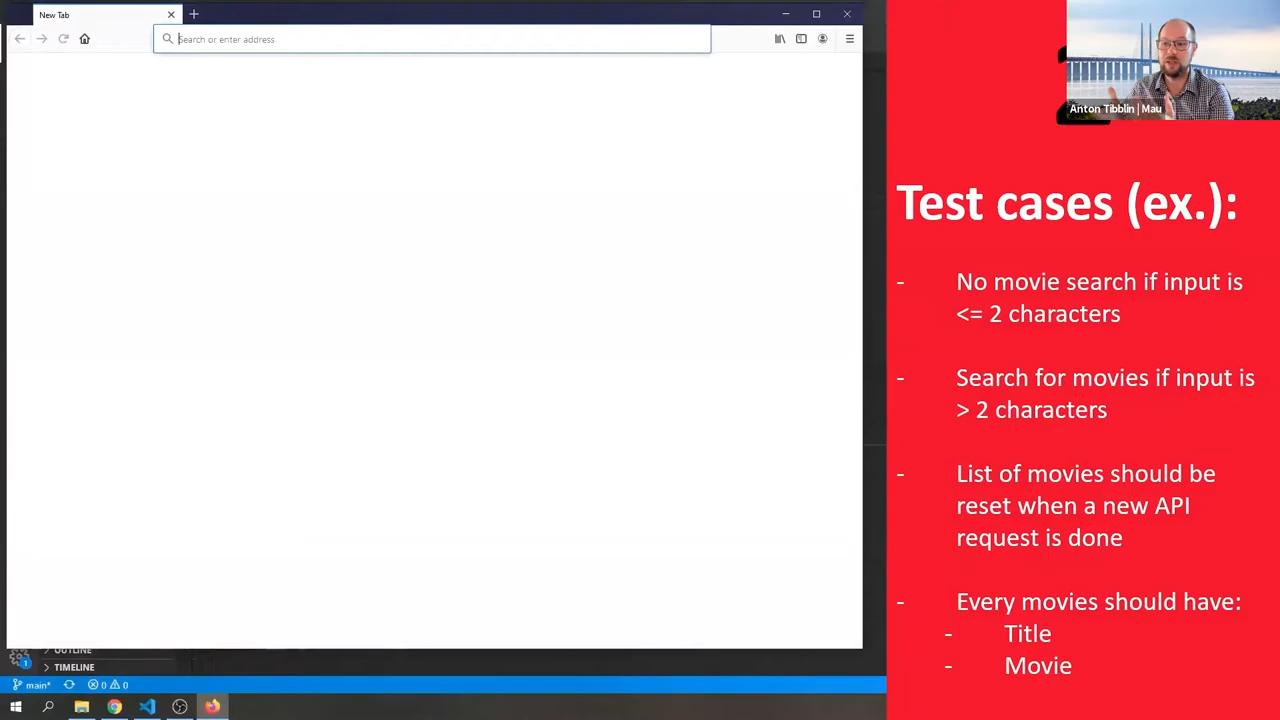 New Tab
Search or enter address
Anton Tibblin | Mau
Test cases (ex.):
- No movie search if input is
<= 2 characters
- Search for movies if input is
> 2 characters
- List of movies should be
reset when a new API
request is done
- Every movies should have:
- Title
- Movie
OUTLINE
TIMELINE
1
main*
0
0